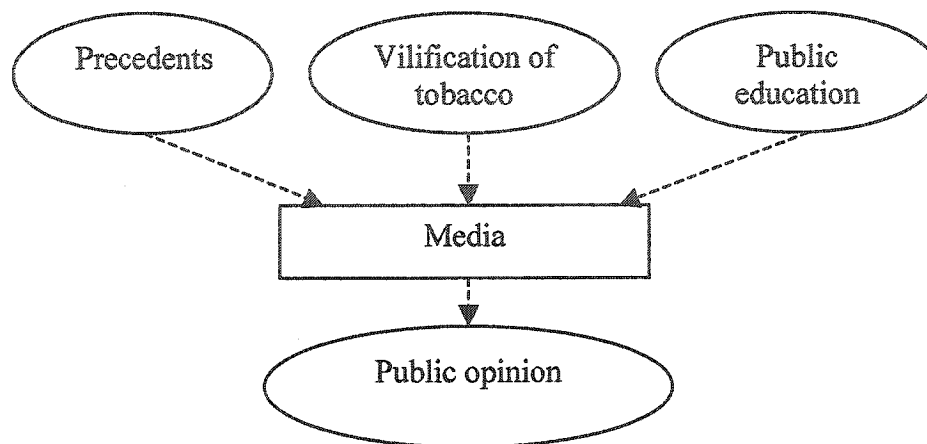 Precedents
Vilification of
tobacco
Public
education
Media
Public opinion